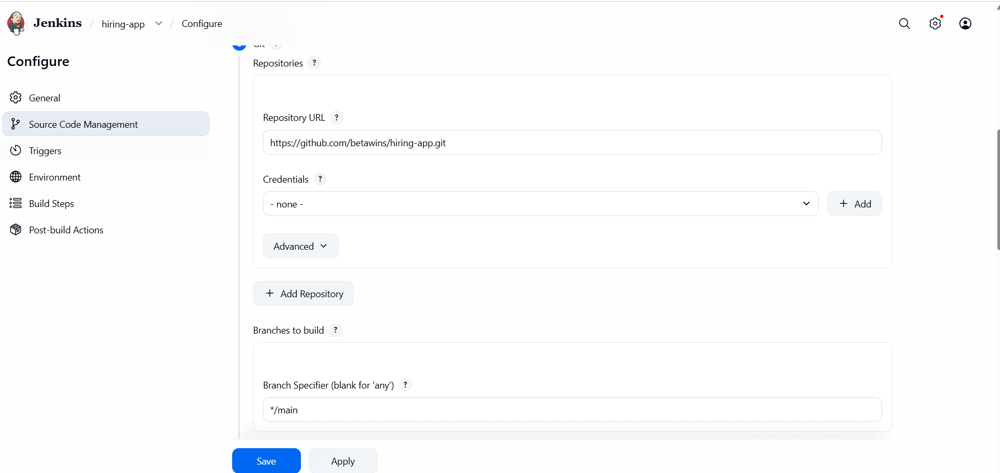 Jenkins / hiring-app / Configure
Configure
General
Source Code Management
Triggers
Environment
Build Steps
Post-build Actions
Git ?
Repositories ?
Repository URL ?
https://github.com/betawins/hiring-app.git
Credentials ?
- none -
+ Add
Advanced
+ Add Repository
Branches to build ?
Branch Specifier (blank for 'any') ?
*/main
Save
Apply